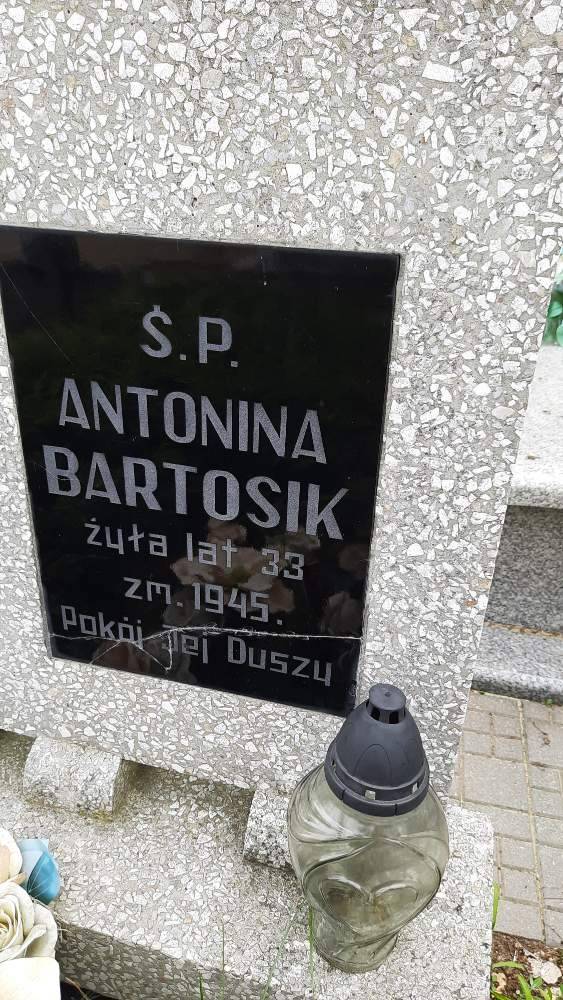 Ś.P.
ANTONINA
BARTOSIK
żyła lat 33
zm. 1945.
Pokój Jej Duszy